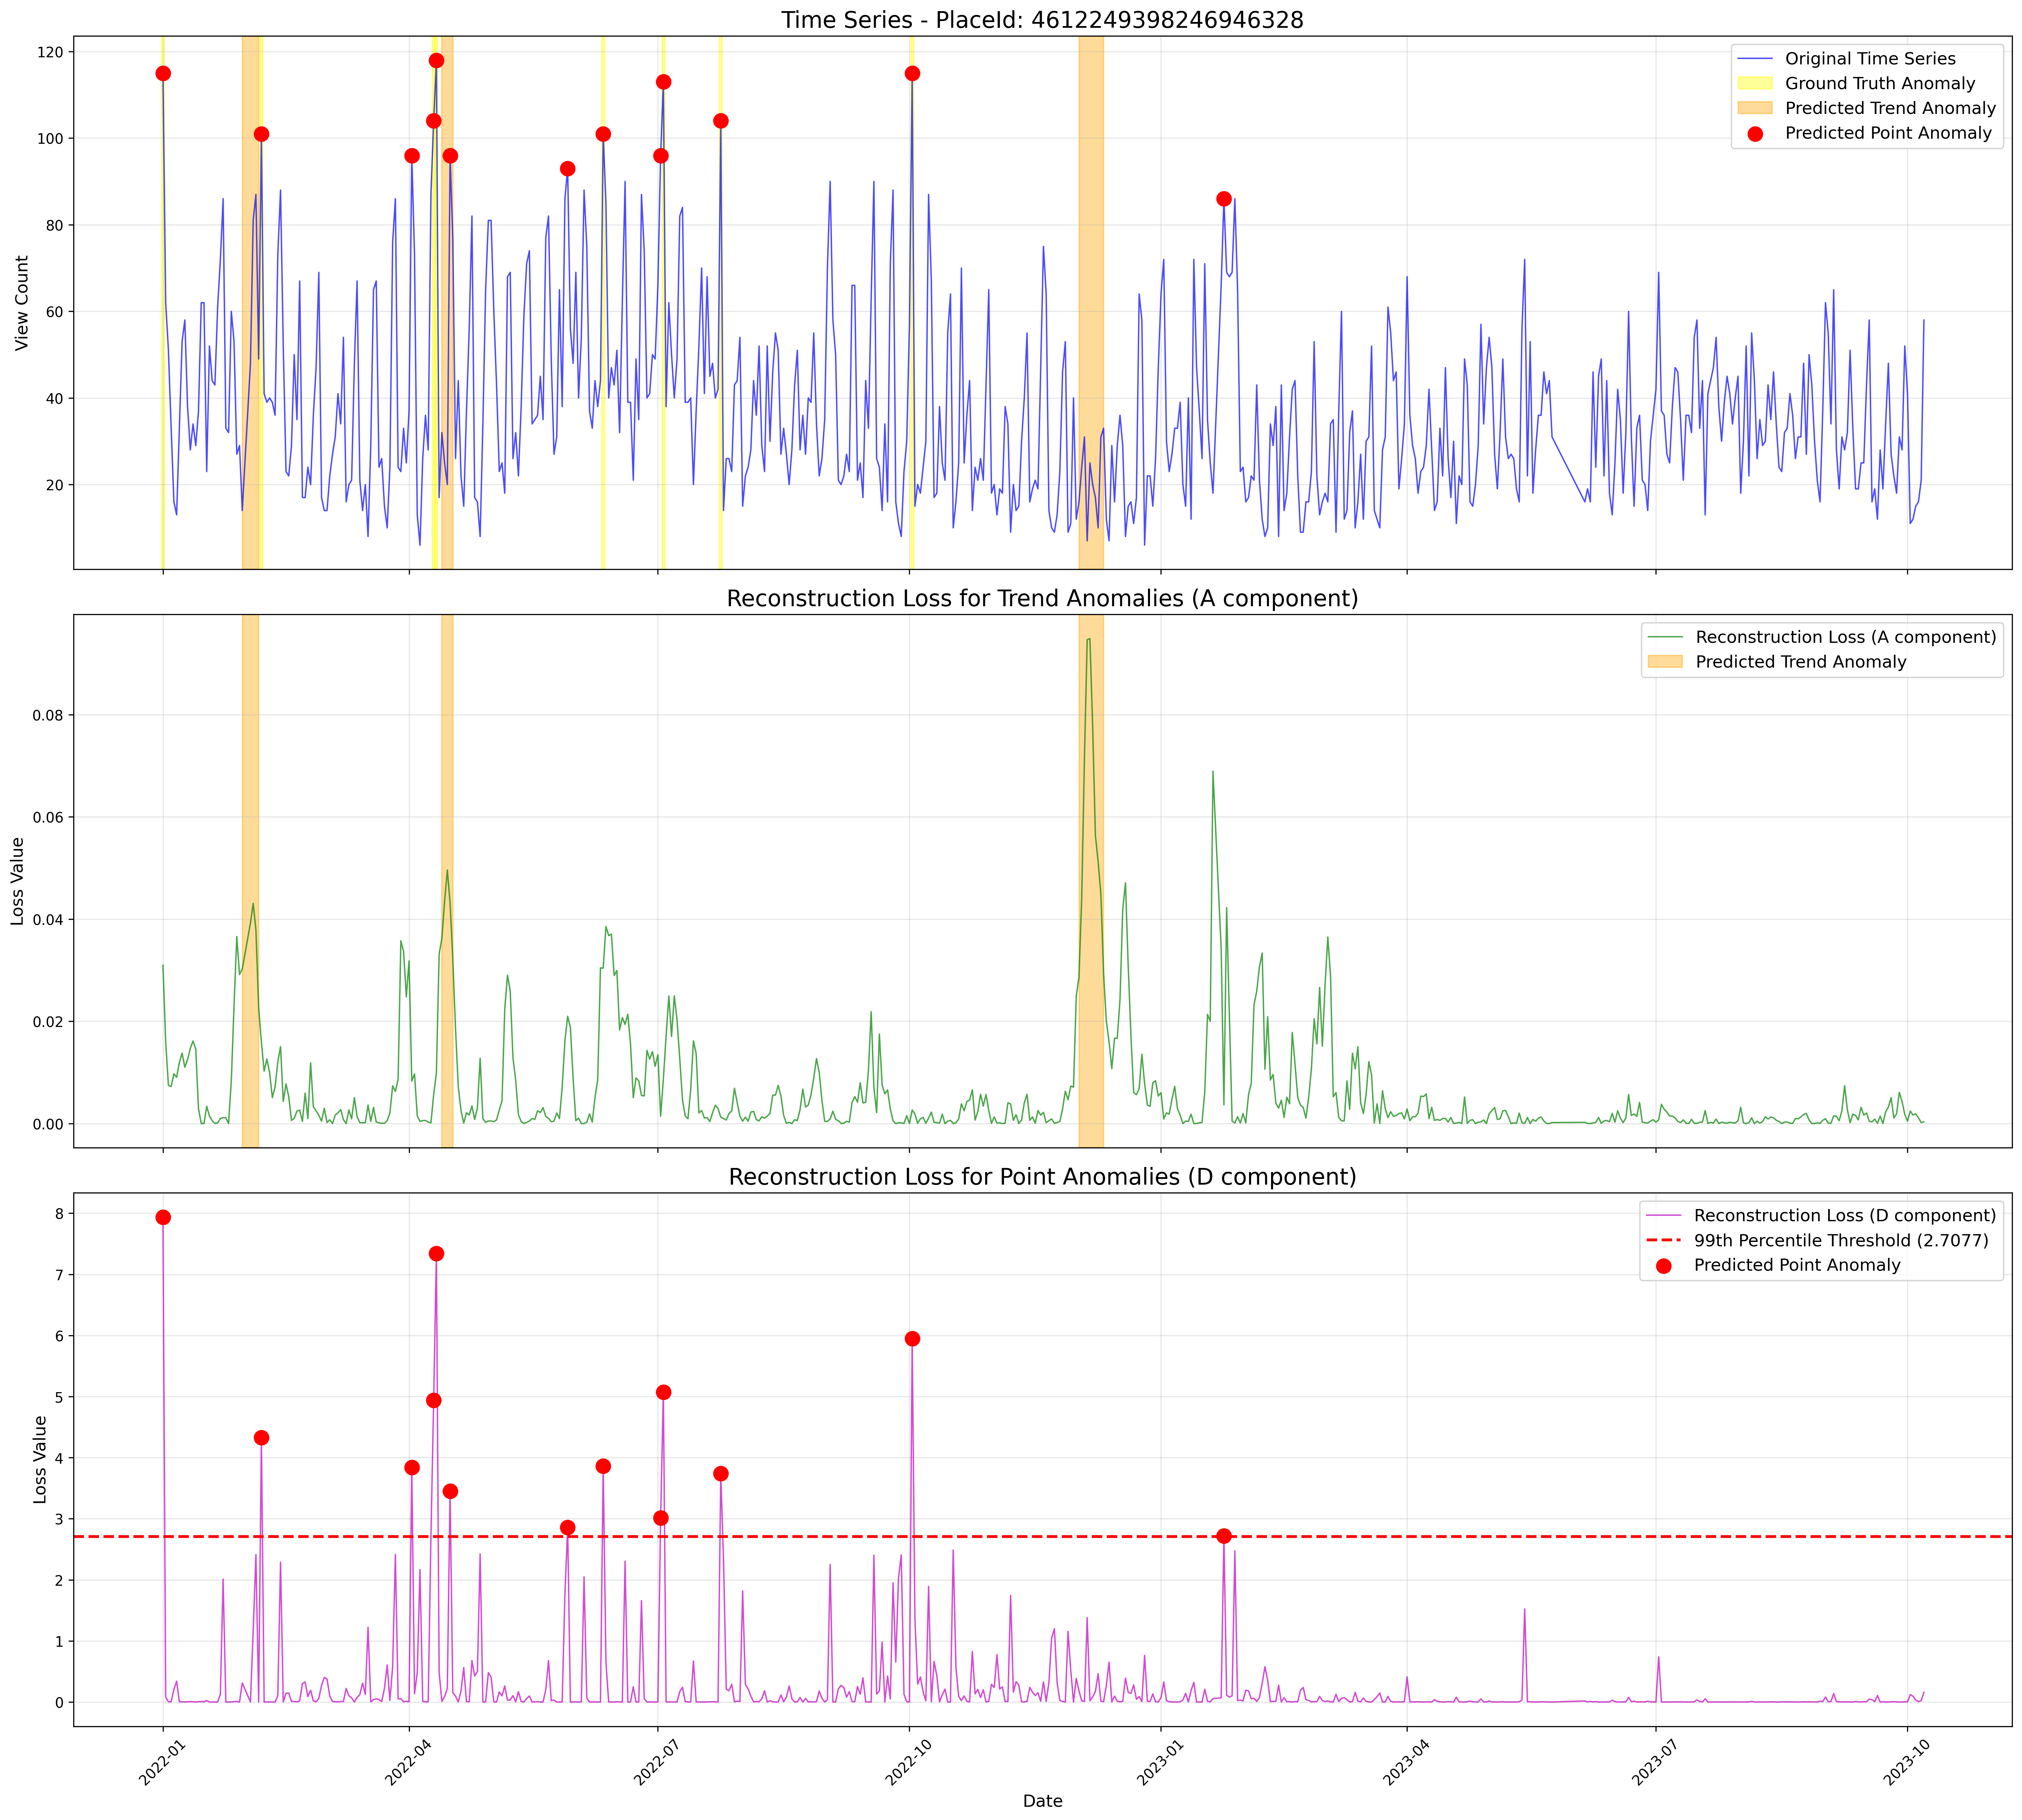 Time Series - PlaceId: 4612249398246946328
120
100
80
60
40
20
View Count
Original Time Series
Ground Truth Anomaly
Predicted Trend Anomaly
Predicted Point Anomaly
Reconstruction Loss for Trend Anomalies (A component)
0.08
0.06
0.04
0.02
0.00
Loss Value
Reconstruction Loss (A component)
Predicted Trend Anomaly
Reconstruction Loss for Point Anomalies (D component)
8
7
6
5
4
3
2
1
0
Loss Value
Reconstruction Loss (D component)
99th Percentile Threshold (2.7077)
Predicted Point Anomaly
2022-01
2022-04
2022-07
2022-10
2023-01
2023-04
2023-07
2023-10
Date